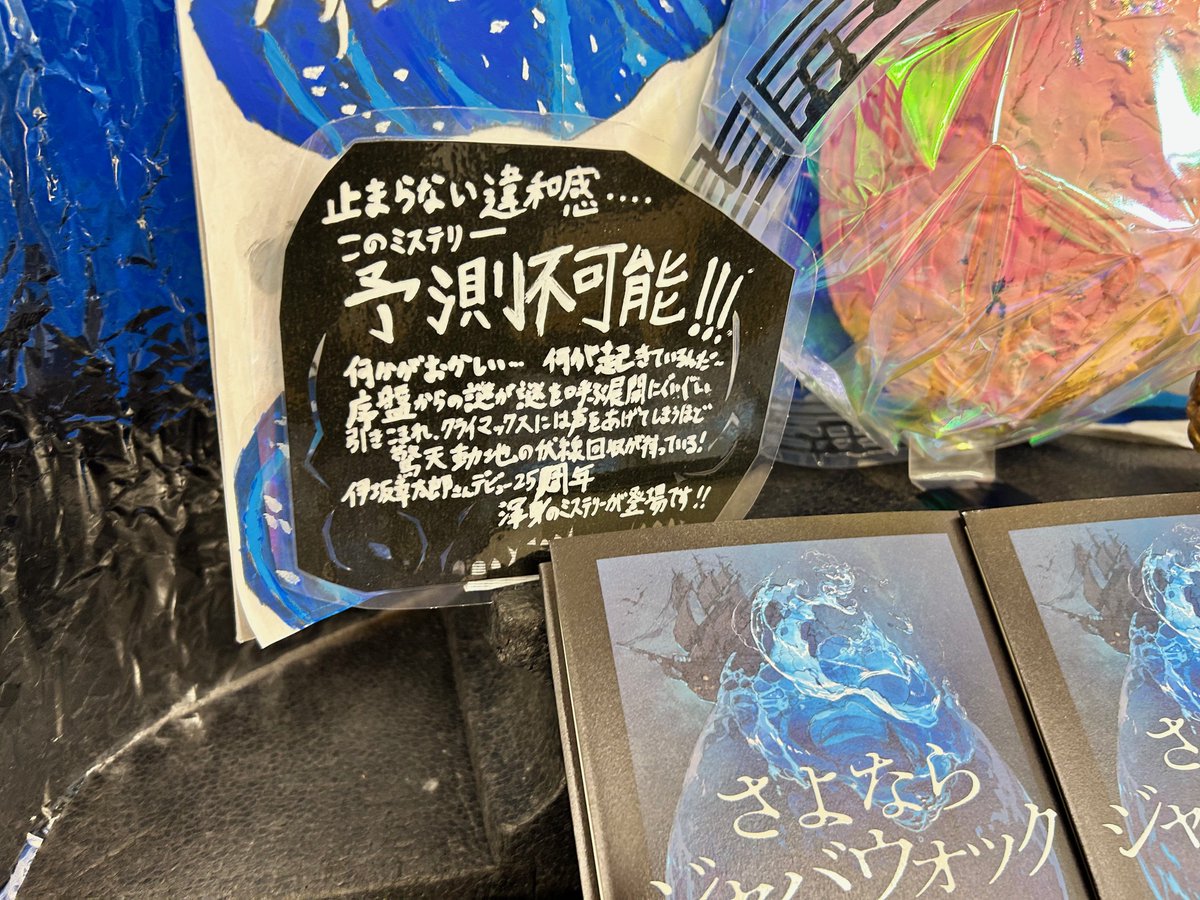 止まらない違和感‥‥
このミステリー
予測不可能!!!
何かがおかしい… 何が起きているんだ…
序盤からの謎が謎を呼ぶ展開にぐいぐい
引きこまれ、クライマックスには声をあげてしまうほど
驚天動地の伏線回収が待っている!
伊坂幸太郎さんデビュー25周年
渾身のミステリーが登場です!!
さよなら
ジャバウォック
さ
ジャ